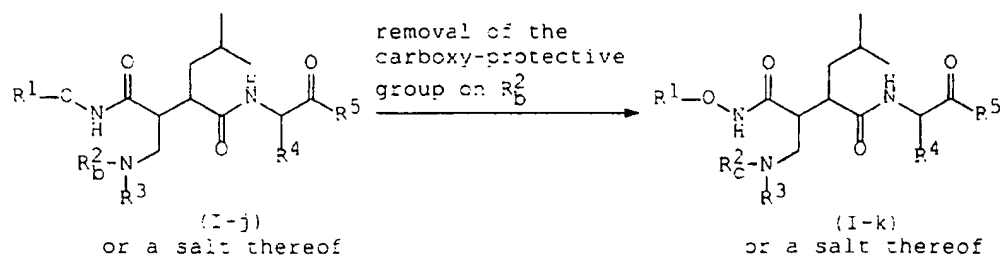 removal of the
carboxy-protective
group on R²b
R¹-C N H O O N H O R⁴ R⁵ R²b-N R³
R¹-O N H O O N H O R⁴ R⁵ R²c-N R³
(I-j)
or a salt thereof
(I-k)
or a salt thereof